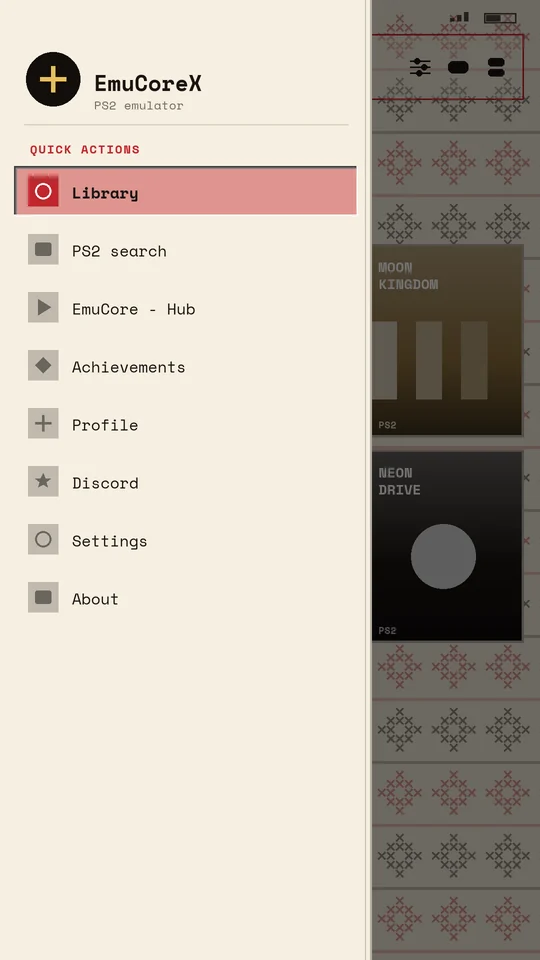 EmuCoreX
PS2 emulator
QUICK ACTIONS
Library
PS2 search
EmuCore - Hub
Achievements
Profile
Discord
Settings
About
MOON
KINGDOM
PS2
NEON
DRIVE
PS2